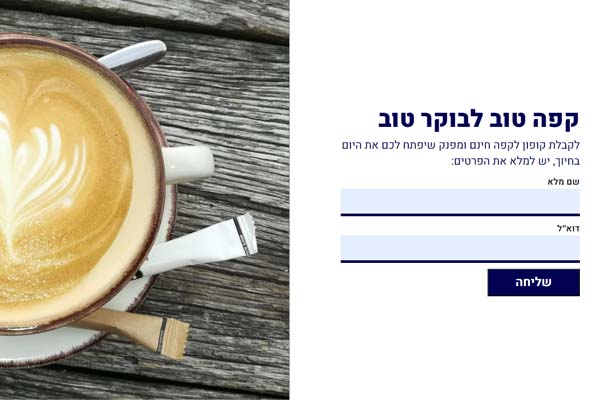 קפה טוב לבוקר טוב
לקבלת קופון לקפה חינם ומפנק שיפתח לכם את היום
בחיוך, יש למלא את הפרטים:
שם מלא
דוא״ל
שליחה